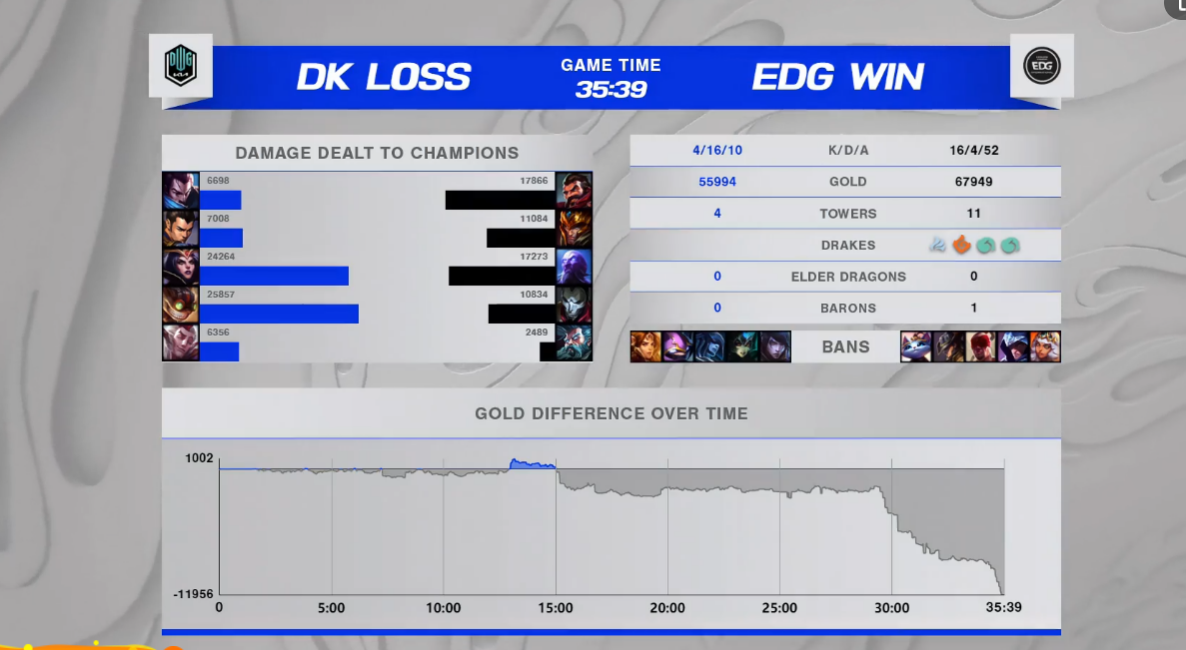 DWG
KIA
DK LOSS
GAME TIME
35:39
EDG WIN
EDG
DAMAGE DEALT TO CHAMPIONS
6698
17866
7008
11084
24264
17273
25857
10834
6356
2489
4/16/10 K/D/A 16/4/52
55994 GOLD 67949
4 TOWERS 11
DRAKES
0 ELDER DRAGONS 0
0 BARONS 1
BANS
GOLD DIFFERENCE OVER TIME
1002
-11956
0 5:00 10:00 15:00 20:00 25:00 30:00 35:39